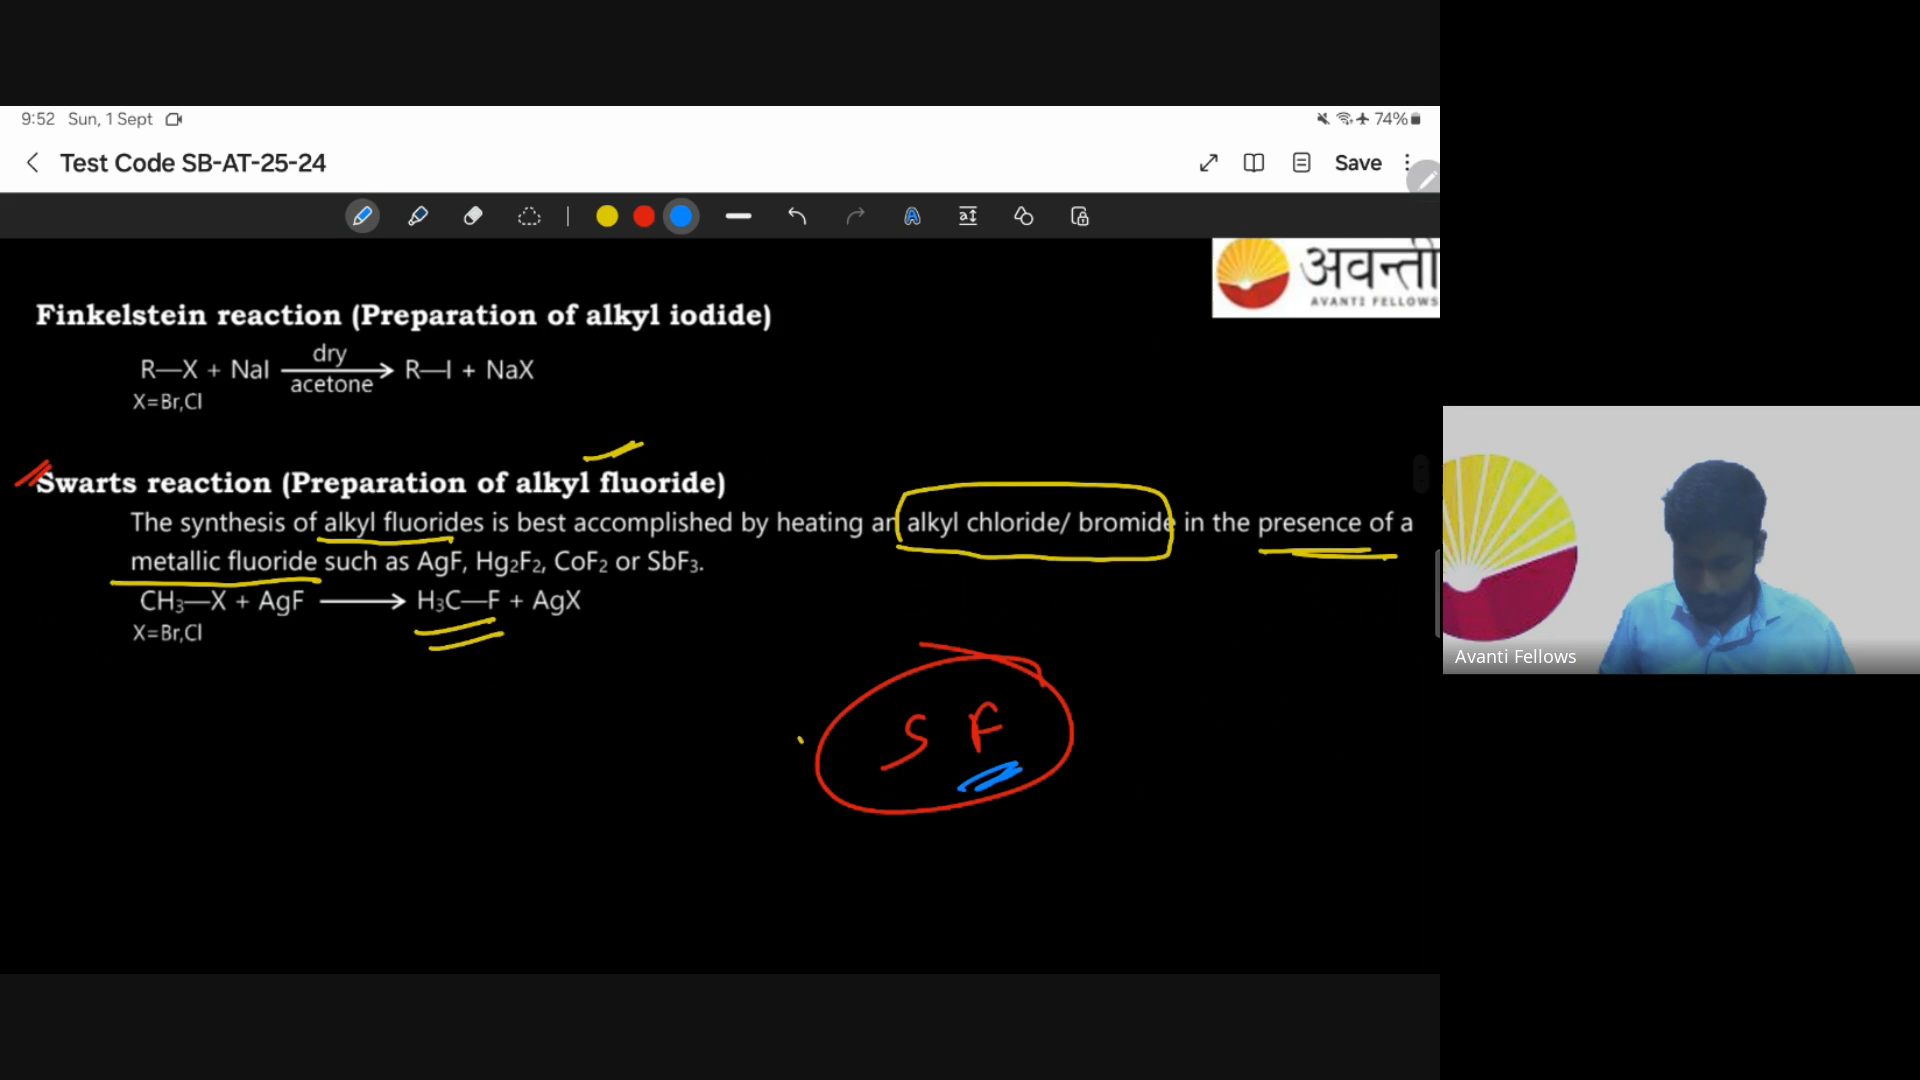 9:52 Sun, 1 Sept 74%
Test Code SB-AT-25-24 Save
अवन्ती
AVANTI FELLOWS
Finkelstein reaction (Preparation of alkyl iodide)
R—X + NaI dry acetone → R—I + NaX
X=Br,Cl
Swarts reaction (Preparation of alkyl fluoride)
The synthesis of alkyl fluorides is best accomplished by heating an alkyl chloride/ bromide in the presence of a
metallic fluoride such as AgF, Hg₂F₂, CoF₂ or SbF₃.
CH₃—X + AgF → H₃C—F + AgX
X=Br,Cl
S F
Avanti Fellows